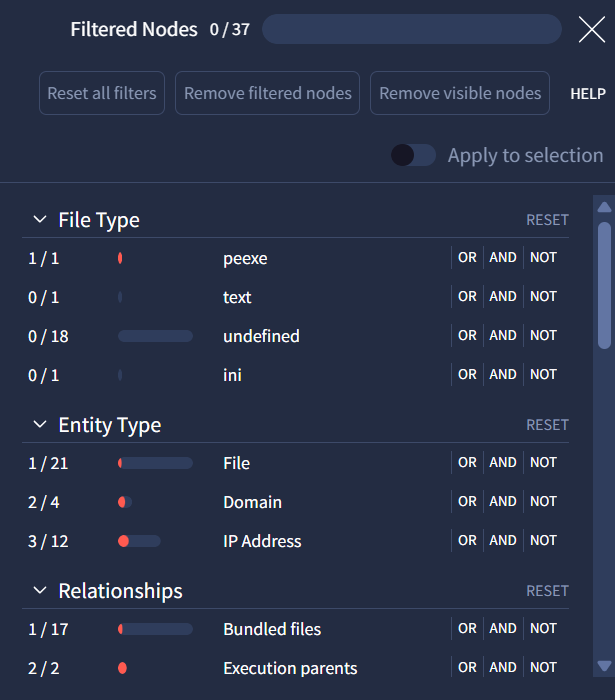 Filtered Nodes 0 / 37
Reset all filters Remove filtered nodes Remove visible nodes HELP
Apply to selection
File Type RESET
1 / 1 peexe OR AND NOT
0 / 1 text OR AND NOT
0 / 18 undefined OR AND NOT
0 / 1 ini OR AND NOT
Entity Type RESET
1 / 21 File OR AND NOT
2 / 4 Domain OR AND NOT
3 / 12 IP Address OR AND NOT
Relationships RESET
1 / 17 Bundled files OR AND NOT
2 / 2 Execution parents OR AND NOT